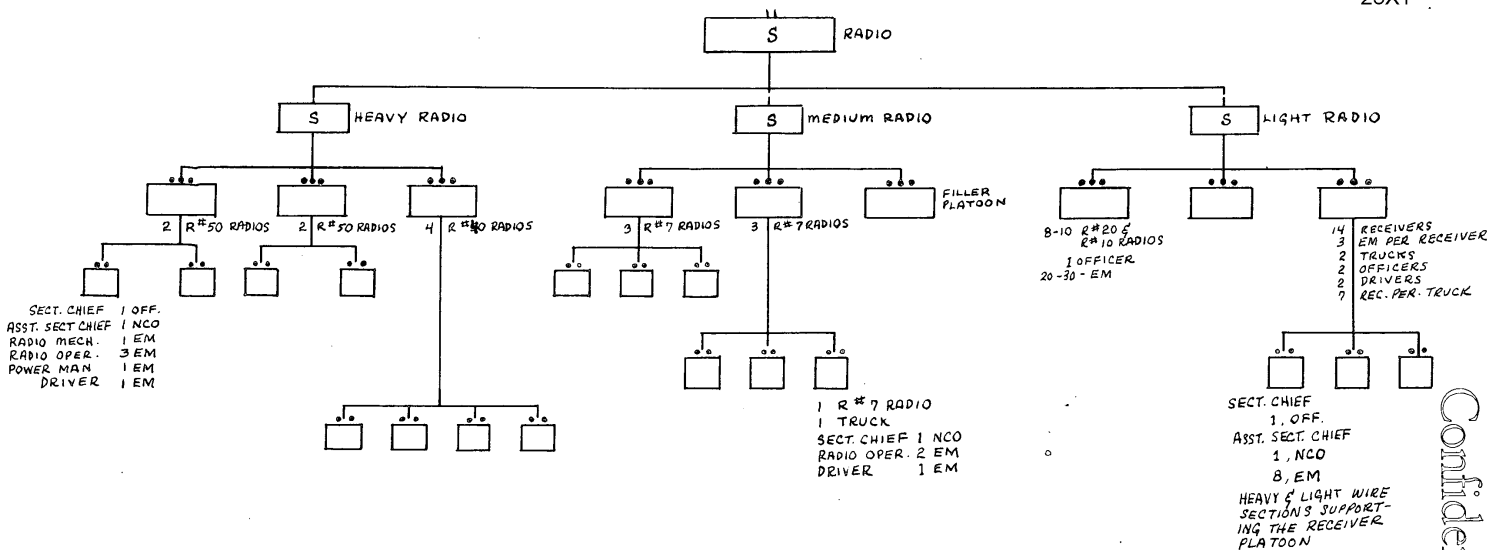 25X1
S RADIO
S HEAVY RADIO
S MEDIUM RADIO
S LIGHT RADIO
2 R#50 RADIOS
2 R#50 RADIOS
4 R#40 RADIOS
3 R#7 RADIOS
3 R#7 RADIOS
FILLER
PLATOON
8-10 R#20 &
R#10 RADIOS
1 OFFICER
20-30 - EM
14 RECEIVERS
3 EM PER RECEIVER
2 TRUCKS
2 OFFICERS
2 DRIVERS
7 REC. PER. TRUCK
SECT. CHIEF 1 OFF.
ASST. SECT CHIEF 1 NCO
RADIO MECH. 1 EM
RADIO OPER. 3 EM
POWER MAN 1 EM
DRIVER 1 EM
1 R#7 RADIO
1 TRUCK
SECT. CHIEF 1 NCO
RADIO OPER. 2 EM
DRIVER 1 EM
SECT. CHIEF
1, OFF.
ASST. SECT. CHIEF
1, NCO
8, EM
HEAVY & LIGHT WIRE
SECTIONS SUPPORT-
ING THE RECEIVER
PLATOON